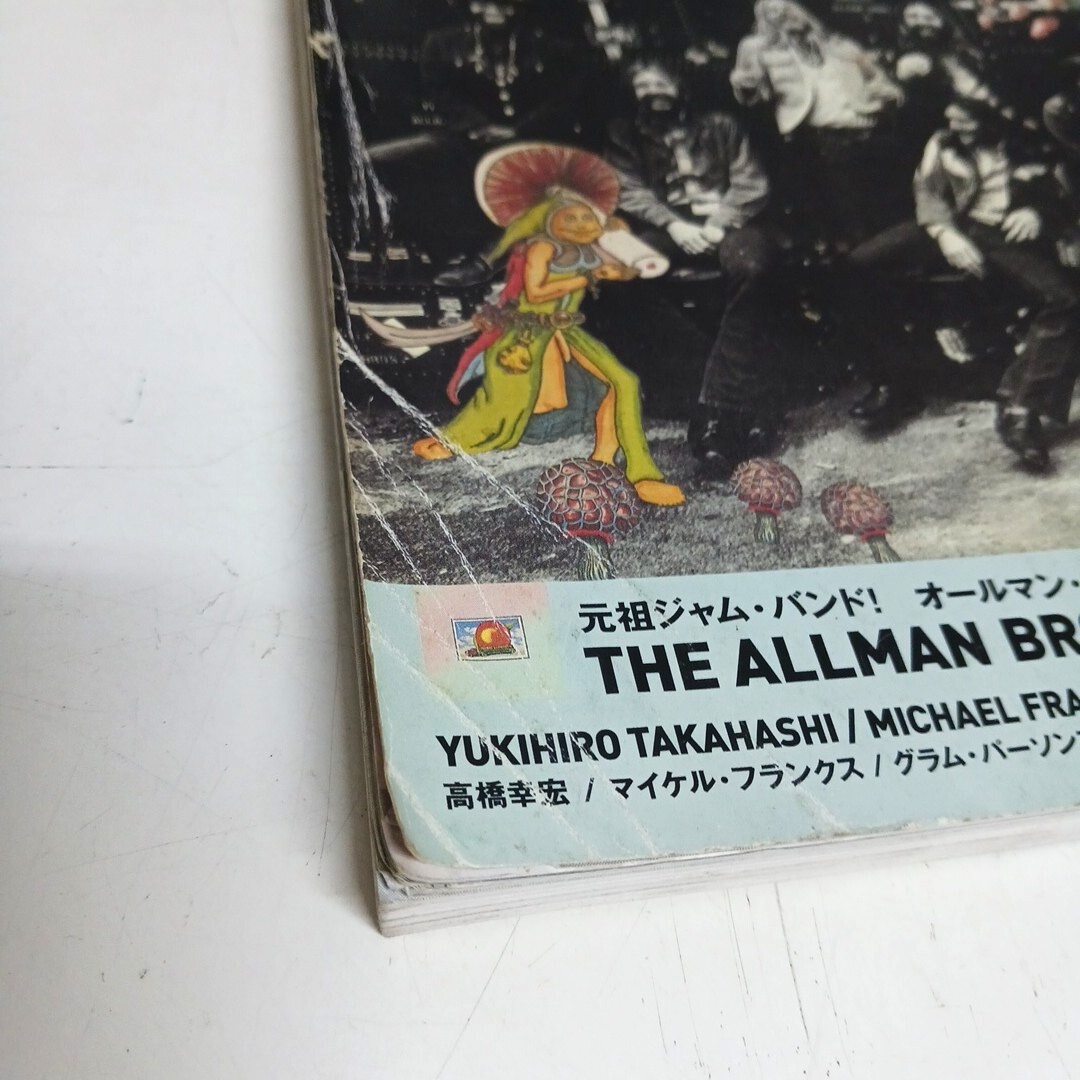 元祖ジャム・バンド! オールマン・
THE ALLMAN BRO
YUKIHIRO TAKAHASHI / MICHAEL FRA
高橋幸宏 / マイケル・フランクス / グラム・パーソンズ